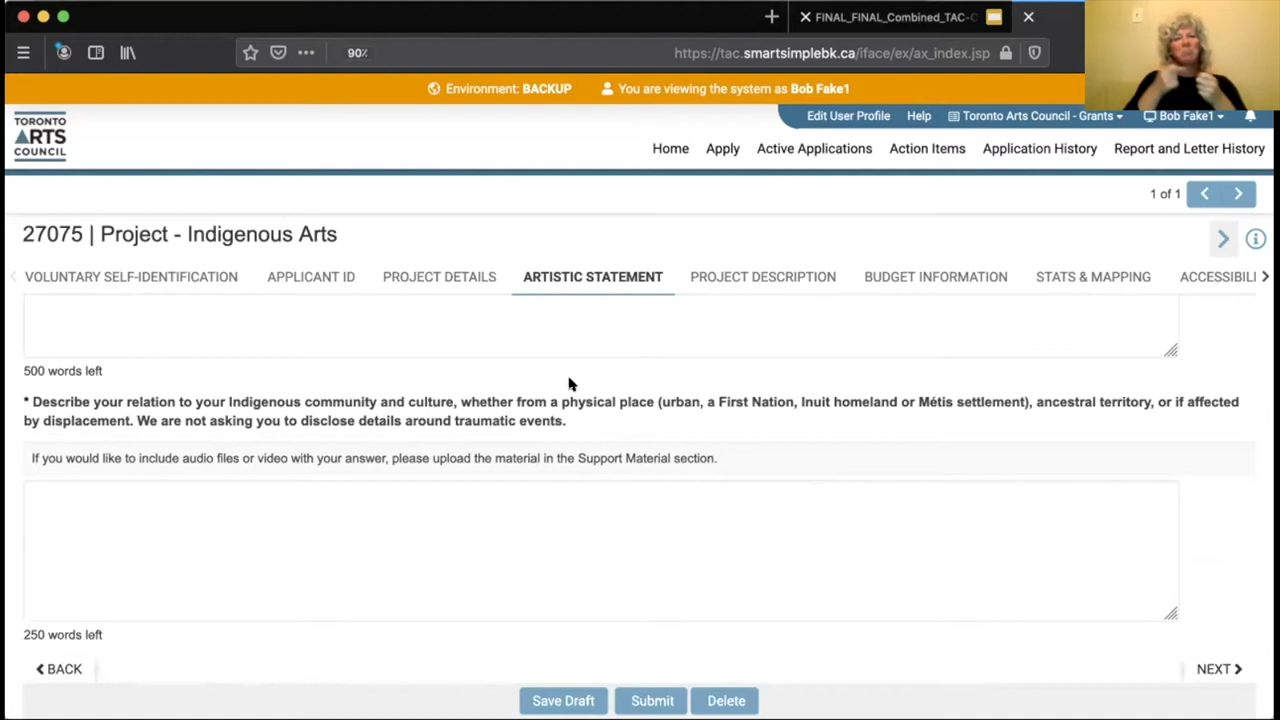 FINAL_FINAL_Combined_TAC-C
90%
https://tac.smartsimplebk.ca/iface/ex/ax_index.jsp
Environment: BACKUP
You are viewing the system as Bob Fake1
TORONTO
ARTS
COUNCIL
Edit User Profile
Help
Toronto Arts Council - Grants
Bob Fake1
Home
Apply
Active Applications
Action Items
Application History
Report and Letter History
1 of 1
27075 | Project - Indigenous Arts
VOLUNTARY SELF-IDENTIFICATION
APPLICANT ID
PROJECT DETAILS
ARTISTIC STATEMENT
PROJECT DESCRIPTION
BUDGET INFORMATION
STATS & MAPPING
ACCESSIBILI
500 words left
* Describe your relation to your Indigenous community and culture, whether from a physical place (urban, a First Nation, Inuit homeland or Métis settlement), ancestral territory, or if affected
by displacement. We are not asking you to disclose details around traumatic events.
If you would like to include audio files or video with your answer, please upload the material in the Support Material section.
250 words left
BACK
NEXT
Save Draft
Submit
Delete